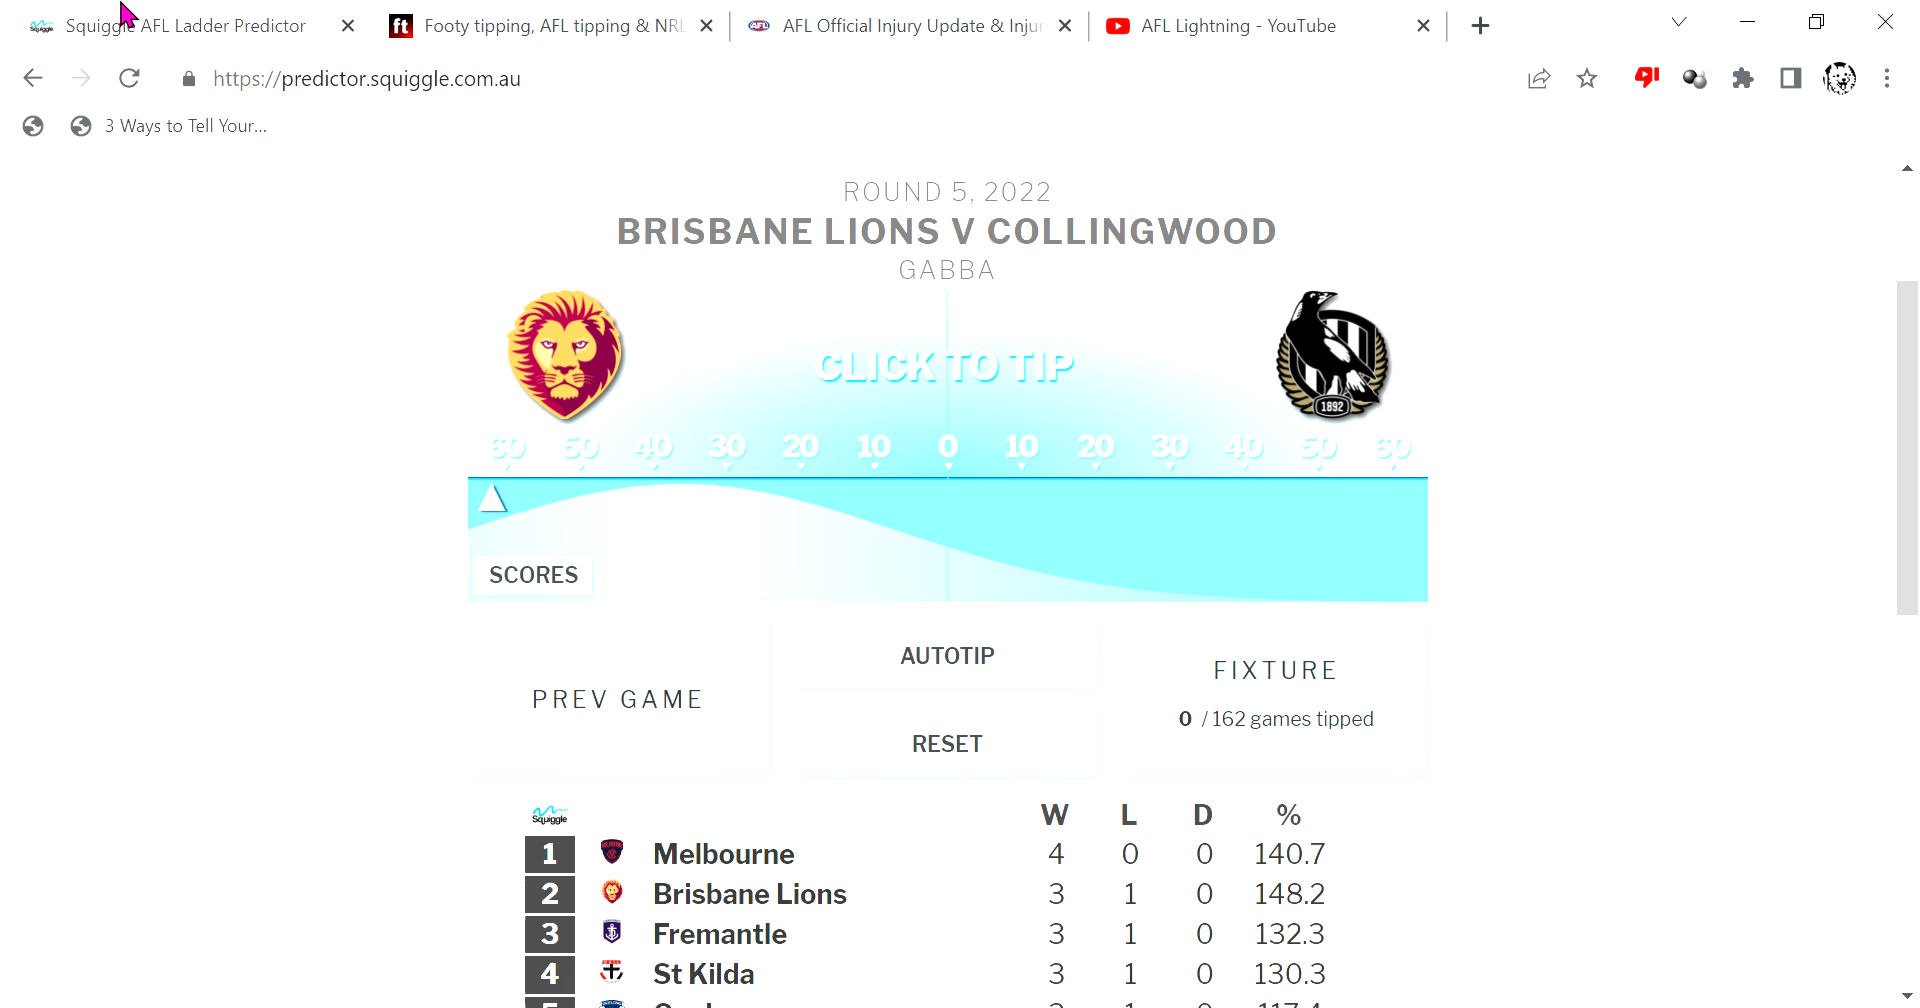 Squiggle AFL Ladder Predictor
Footy tipping, AFL tipping & NRL
AFL Official Injury Update & Injur
AFL Lightning - YouTube
https://predictor.squiggle.com.au
3 Ways to Tell Your...
ROUND 5, 2022
BRISBANE LIONS V COLLINGWOOD
GABBA
1892
CLICK TO TIP
60 50 40 30 20 10 0 10 20 30 40 50 60
SCORES
PREV GAME
AUTOTIP
RESET
FIXTURE
0 / 162 games tipped
Squiggle W L D %
1 Melbourne 4 0 0 140.7
2 Brisbane Lions 3 1 0 148.2
3 Fremantle 3 1 0 132.3
4 St Kilda 3 1 0 130.3